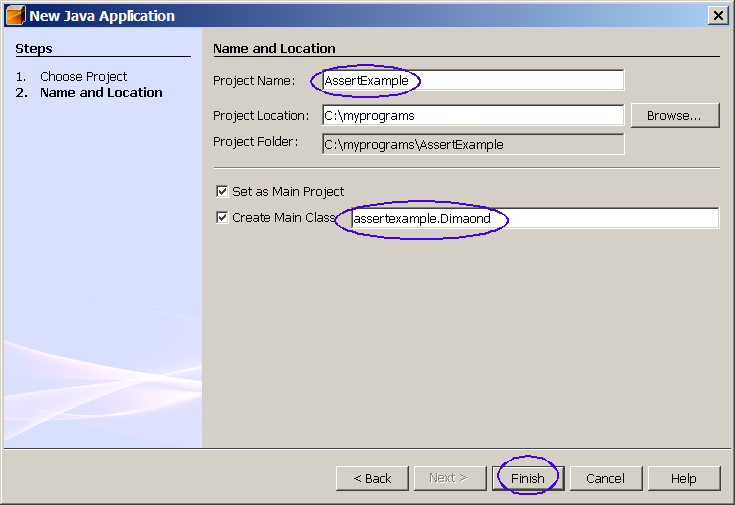 New Java Application
Steps
1. Choose Project
2. Name and Location
Name and Location
Project Name: AssertExample
Project Location: C:\myprograms Browse...
Project Folder: C:\myprograms\AssertExample
Set as Main Project
Create Main Class assertexample.Dimaond
< Back Next > Finish Cancel Help